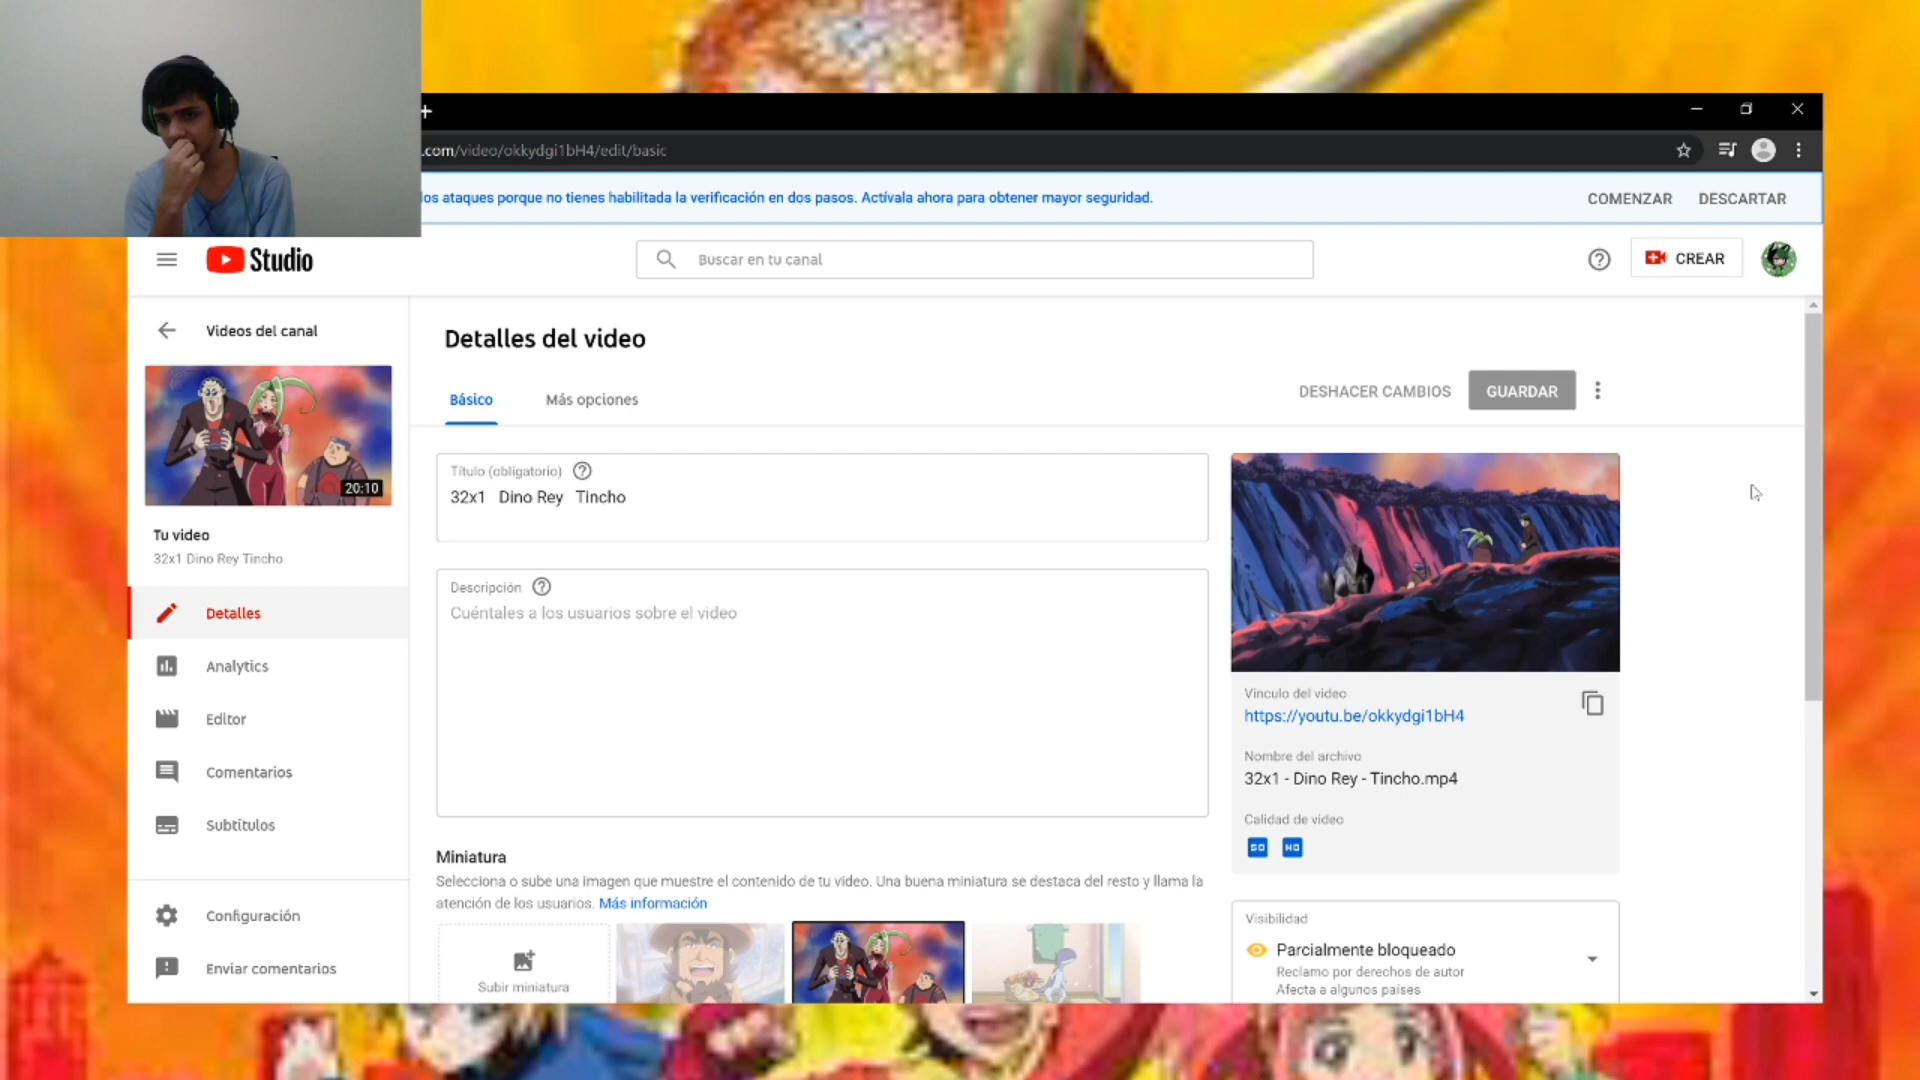 .com/video/okkydgi1bH4/edit/basic
los ataques porque no tienes habilitada la verificación en dos pasos. Actívala ahora para obtener mayor seguridad.
COMENZAR DESCARTAR
Studio
Buscar en tu canal
CREAR
Videos del canal
20:10
Tu video
32x1 Dino Rey Tincho
Detalles
Analytics
Editor
Comentarios
Subtítulos
Configuración
Enviar comentarios
Detalles del video
Básico Más opciones
DESHACER CAMBIOS GUARDAR
Título (obligatorio)
32x1 Dino Rey Tincho
Descripción
Cuéntales a los usuarios sobre el video
Miniatura
Selecciona o sube una imagen que muestre el contenido de tu video. Una buena miniatura se destaca del resto y llama la
atención de los usuarios. Más información
Subir miniatura
Vínculo del video
https://youtu.be/okkydgi1bH4
Nombre del archivo
32x1 - Dino Rey - Tincho.mp4
Calidad de video
SD HD
Visibilidad
Parcialmente bloqueado
Reclamo por derechos de autor
Afecta a algunos países